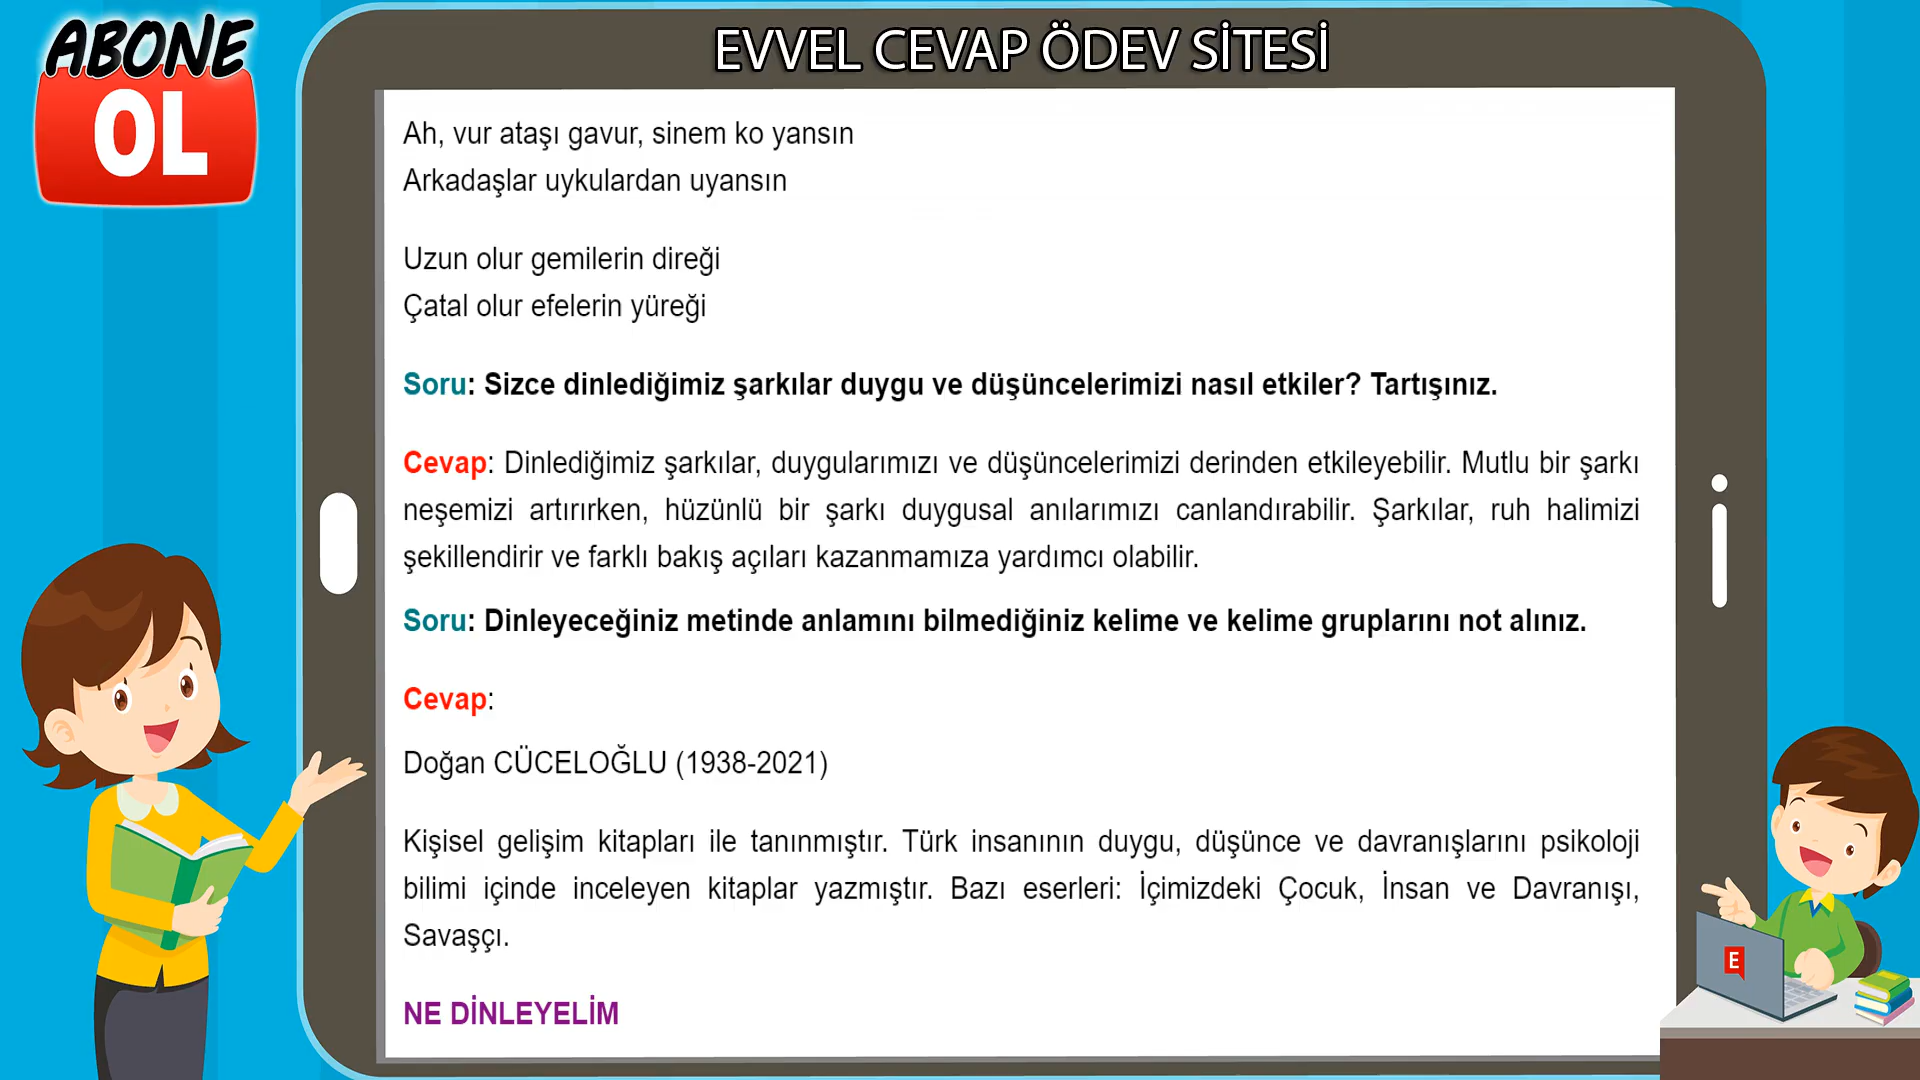 ABONE
OL
EVVEL CEVAP ÖDEV SİTESİ
Ah, vur ataşı gavur, sinem ko yansın
Arkadaşlar uykulardan uyansın
Uzun olur gemilerin direği
Çatal olur efelerin yüreği
Soru: Sizce dinlediğimiz şarkılar duygu ve düşüncelerimizi nasıl etkiler? Tartışınız.
Cevap: Dinlediğimiz şarkılar, duygularımızı ve düşüncelerimizi derinden etkileyebilir. Mutlu bir şarkı
neşemizi artırırken, hüzünlü bir şarkı duygusal anılarımızı canlandırabilir. Şarkılar, ruh halimizi
şekillendirir ve farklı bakış açıları kazanmamıza yardımcı olabilir.
Soru: Dinleyeceğiniz metinde anlamını bilmediğiniz kelime ve kelime gruplarını not alınız.
Cevap:
Doğan CÜCELOĞLU (1938-2021)
Kişisel gelişim kitapları ile tanınmıştır. Türk insanının duygu, düşünce ve davranışlarını psikoloji
bilimi içinde inceleyen kitaplar yazmıştır. Bazı eserleri: İçimizdeki Çocuk, İnsan ve Davranışı,
Savaşçı.
NE DİNLEYELİM
E